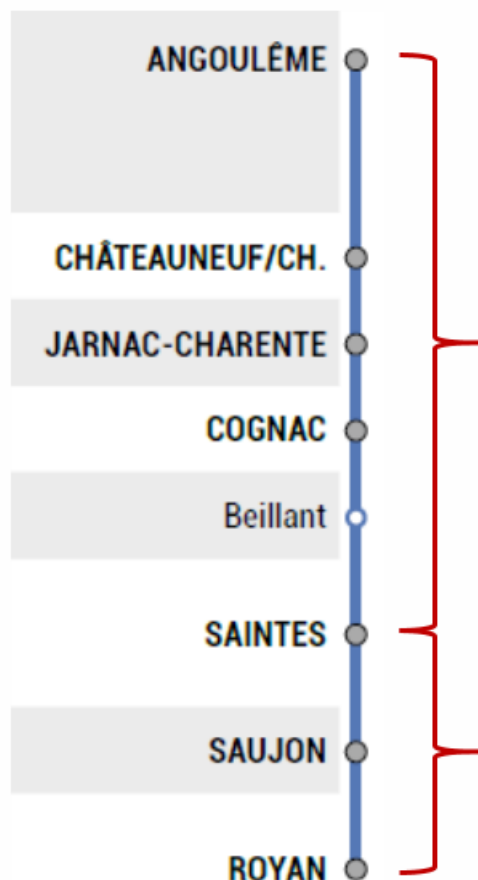 ANGOULÊME
CHÂTEAUNEUF/CH.
JARNAC-CHARENTE
COGNAC
Beillant
SAINTES
SAUJON
ROYAN